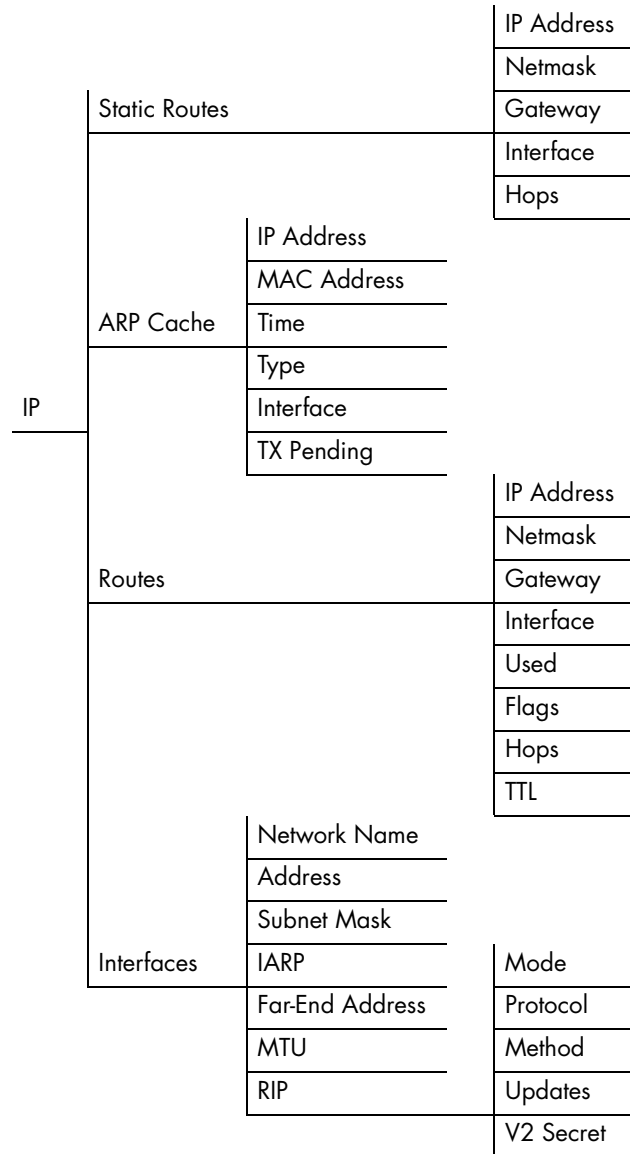 IP Address
Netmask
Static Routes
Gateway
Interface
Hops
IP Address
MAC Address
ARP Cache
Time
Type
IP
Interface
TX Pending
IP Address
Netmask
Routes
Gateway
Interface
Used
Flags
Hops
TTL
Network Name
Address
Subnet Mask
Interfaces
IARP
Mode
Far-End Address
Protocol
MTU
Method
RIP
Updates
V2 Secret